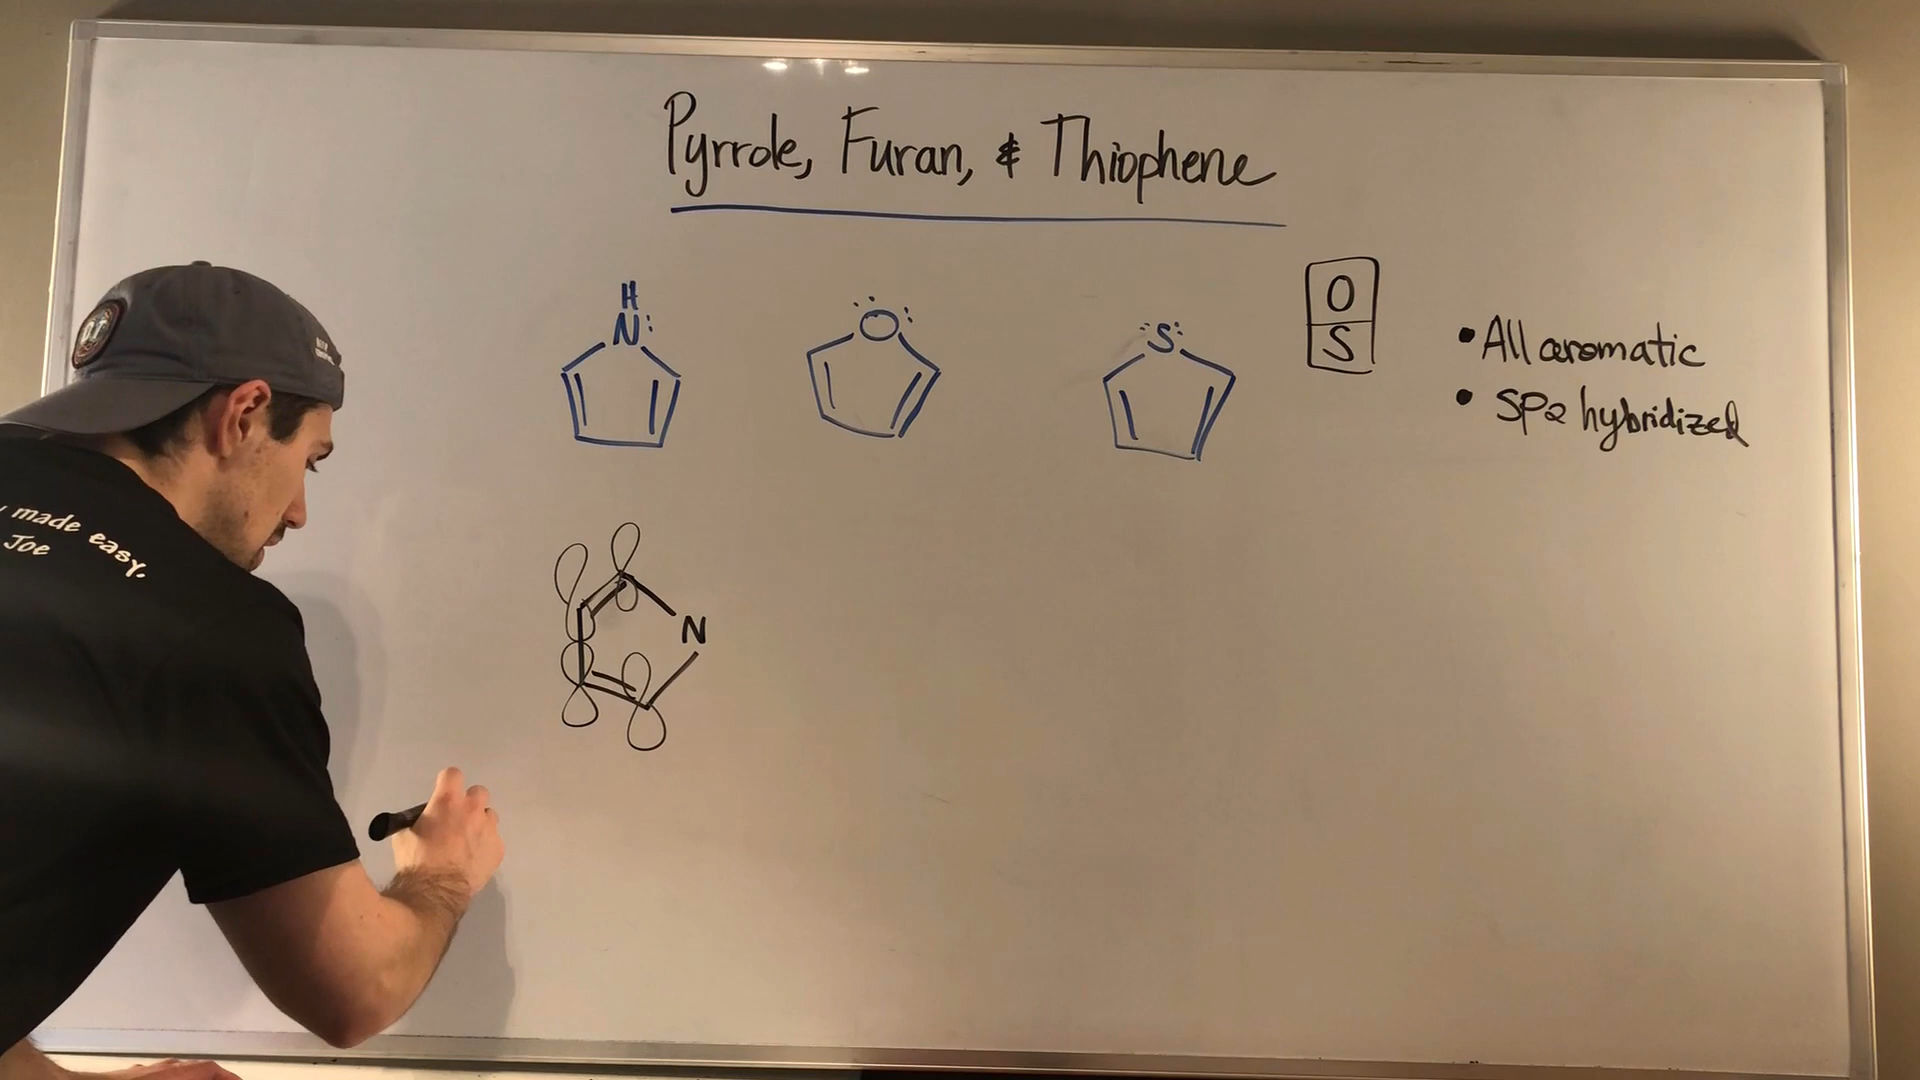 Pyrrole, Furan, & Thiophene
H
N:
O
S
O
S
• All aromatic
• SP2 hybridized
N
made easy.
Joe